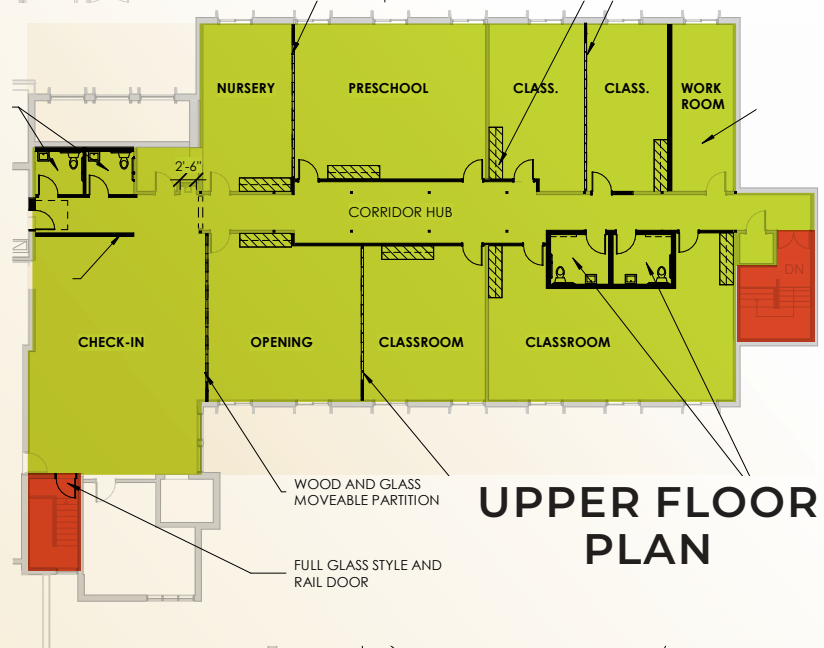 NURSERY
PRESCHOOL
CLASS.
CLASS.
WORK
ROOM
2'-6"
CORRIDOR HUB
DN
CHECK-IN
OPENING
CLASSROOM
CLASSROOM
WOOD AND GLASS
MOVEABLE PARTITION
UPPER FLOOR
PLAN
FULL GLASS STYLE AND
RAIL DOOR